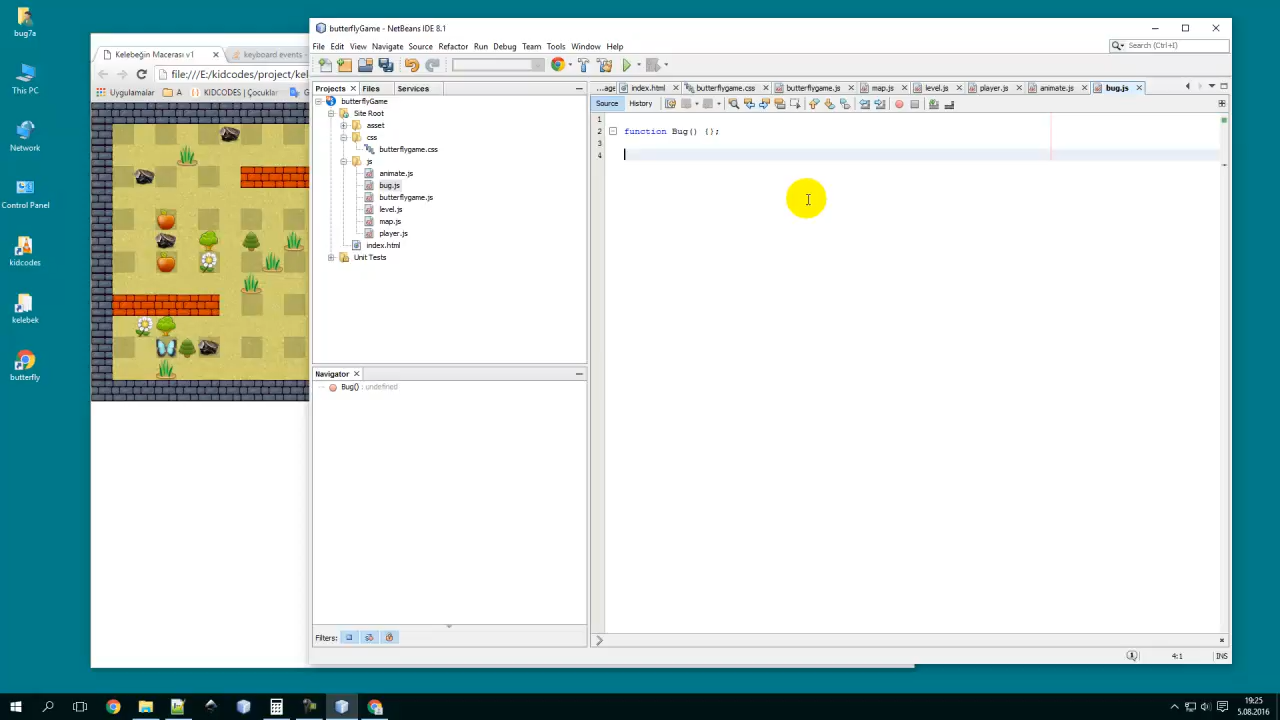 bug7a
This PC
Network
Control Panel
kidcodes
kelebek
butterfly
Kelebeğin Macerası v1
keyboard events -
file:///E:/kidcodes/project/kel
Uygulamalar
A
KIDCODES | Çocuklar
G
butterflyGame - NetBeans IDE 8.1
File Edit View Navigate Source Refactor Run Debug Team Tools Window Help
Search (Ctrl+I)
Projects
Files
Services
butterflyGame
Site Root
asset
css
butterflygame.css
js
animate.js
bug.js
butterflygame.js
level.js
map.js
player.js
index.html
Unit Tests
Navigator
Bug() : undefined
Filters:
...age index.html butterflygame.css butterflygame.js map.js level.js player.js animate.js bug.js
Source History
1
2 function Bug() {};
3
4
4:1 INS
19:25
5.08.2016